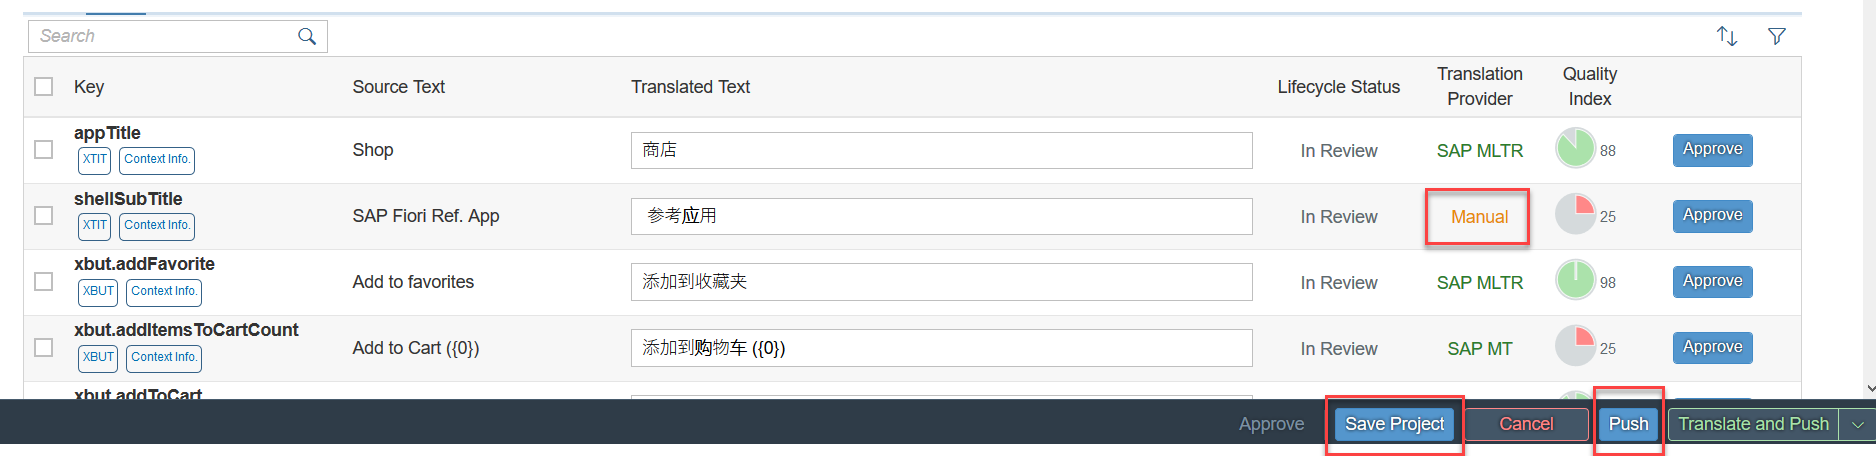 Search
Key Source Text Translated Text Lifecycle Status Translation Provider Quality Index
appTitle
XTIT Context Info. Shop 商店 In Review SAP MLTR 88 Approve
shellSubTitle
XTIT Context Info. SAP Fiori Ref. App 参考应用 In Review Manual 25 Approve
xbut.addFavorite
XBUT Context Info. Add to favorites 添加到收藏夹 In Review SAP MLTR 98 Approve
xbut.addItemsToCartCount
XBUT Context Info. Add to Cart ({0}) 添加到购物车 ({0}) In Review SAP MT 25 Approve
xbut.addToCart
Approve Save Project Cancel Push Translate and Push